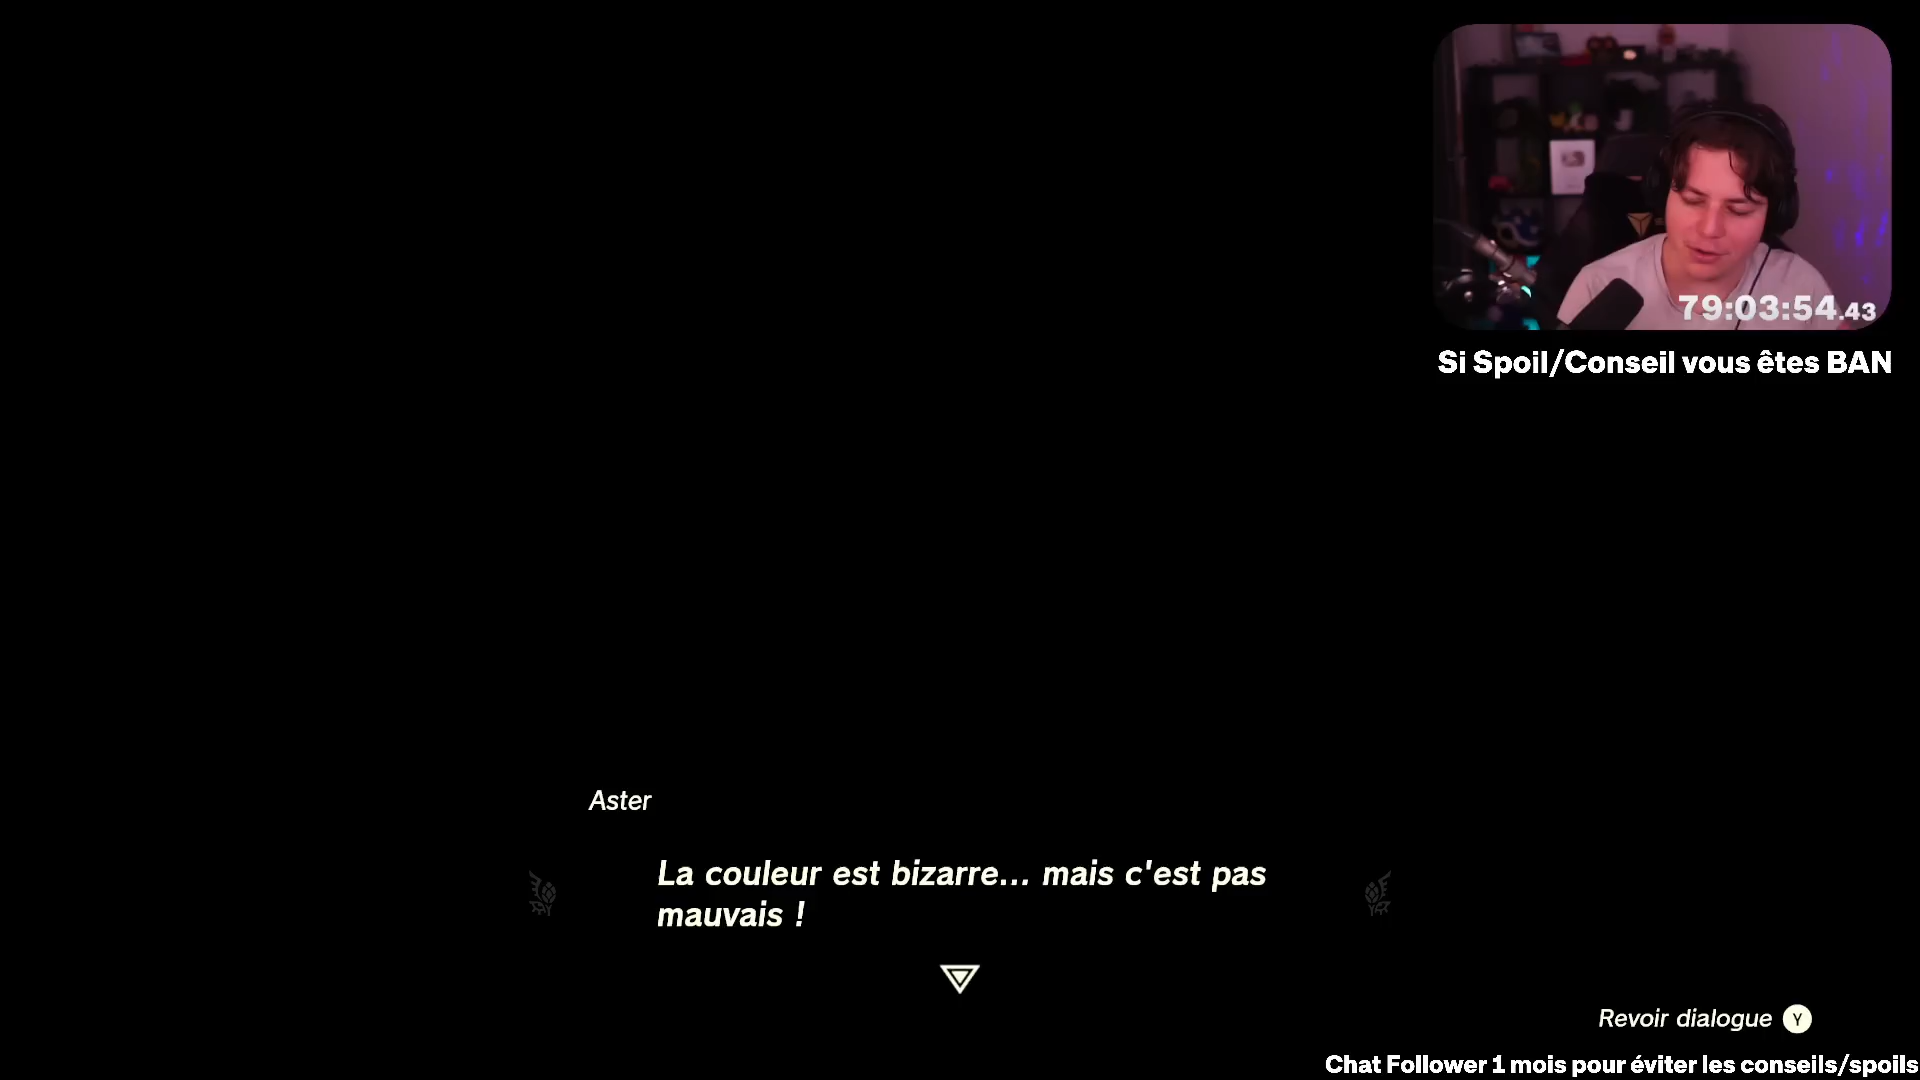 79:03:54.43
Si Spoil/Conseil vous êtes BAN
Aster
La couleur est bizarre... mais c'est pas
mauvais !
Revoir dialogue Y
Chat Follower 1 mois pour éviter les conseils/spoils